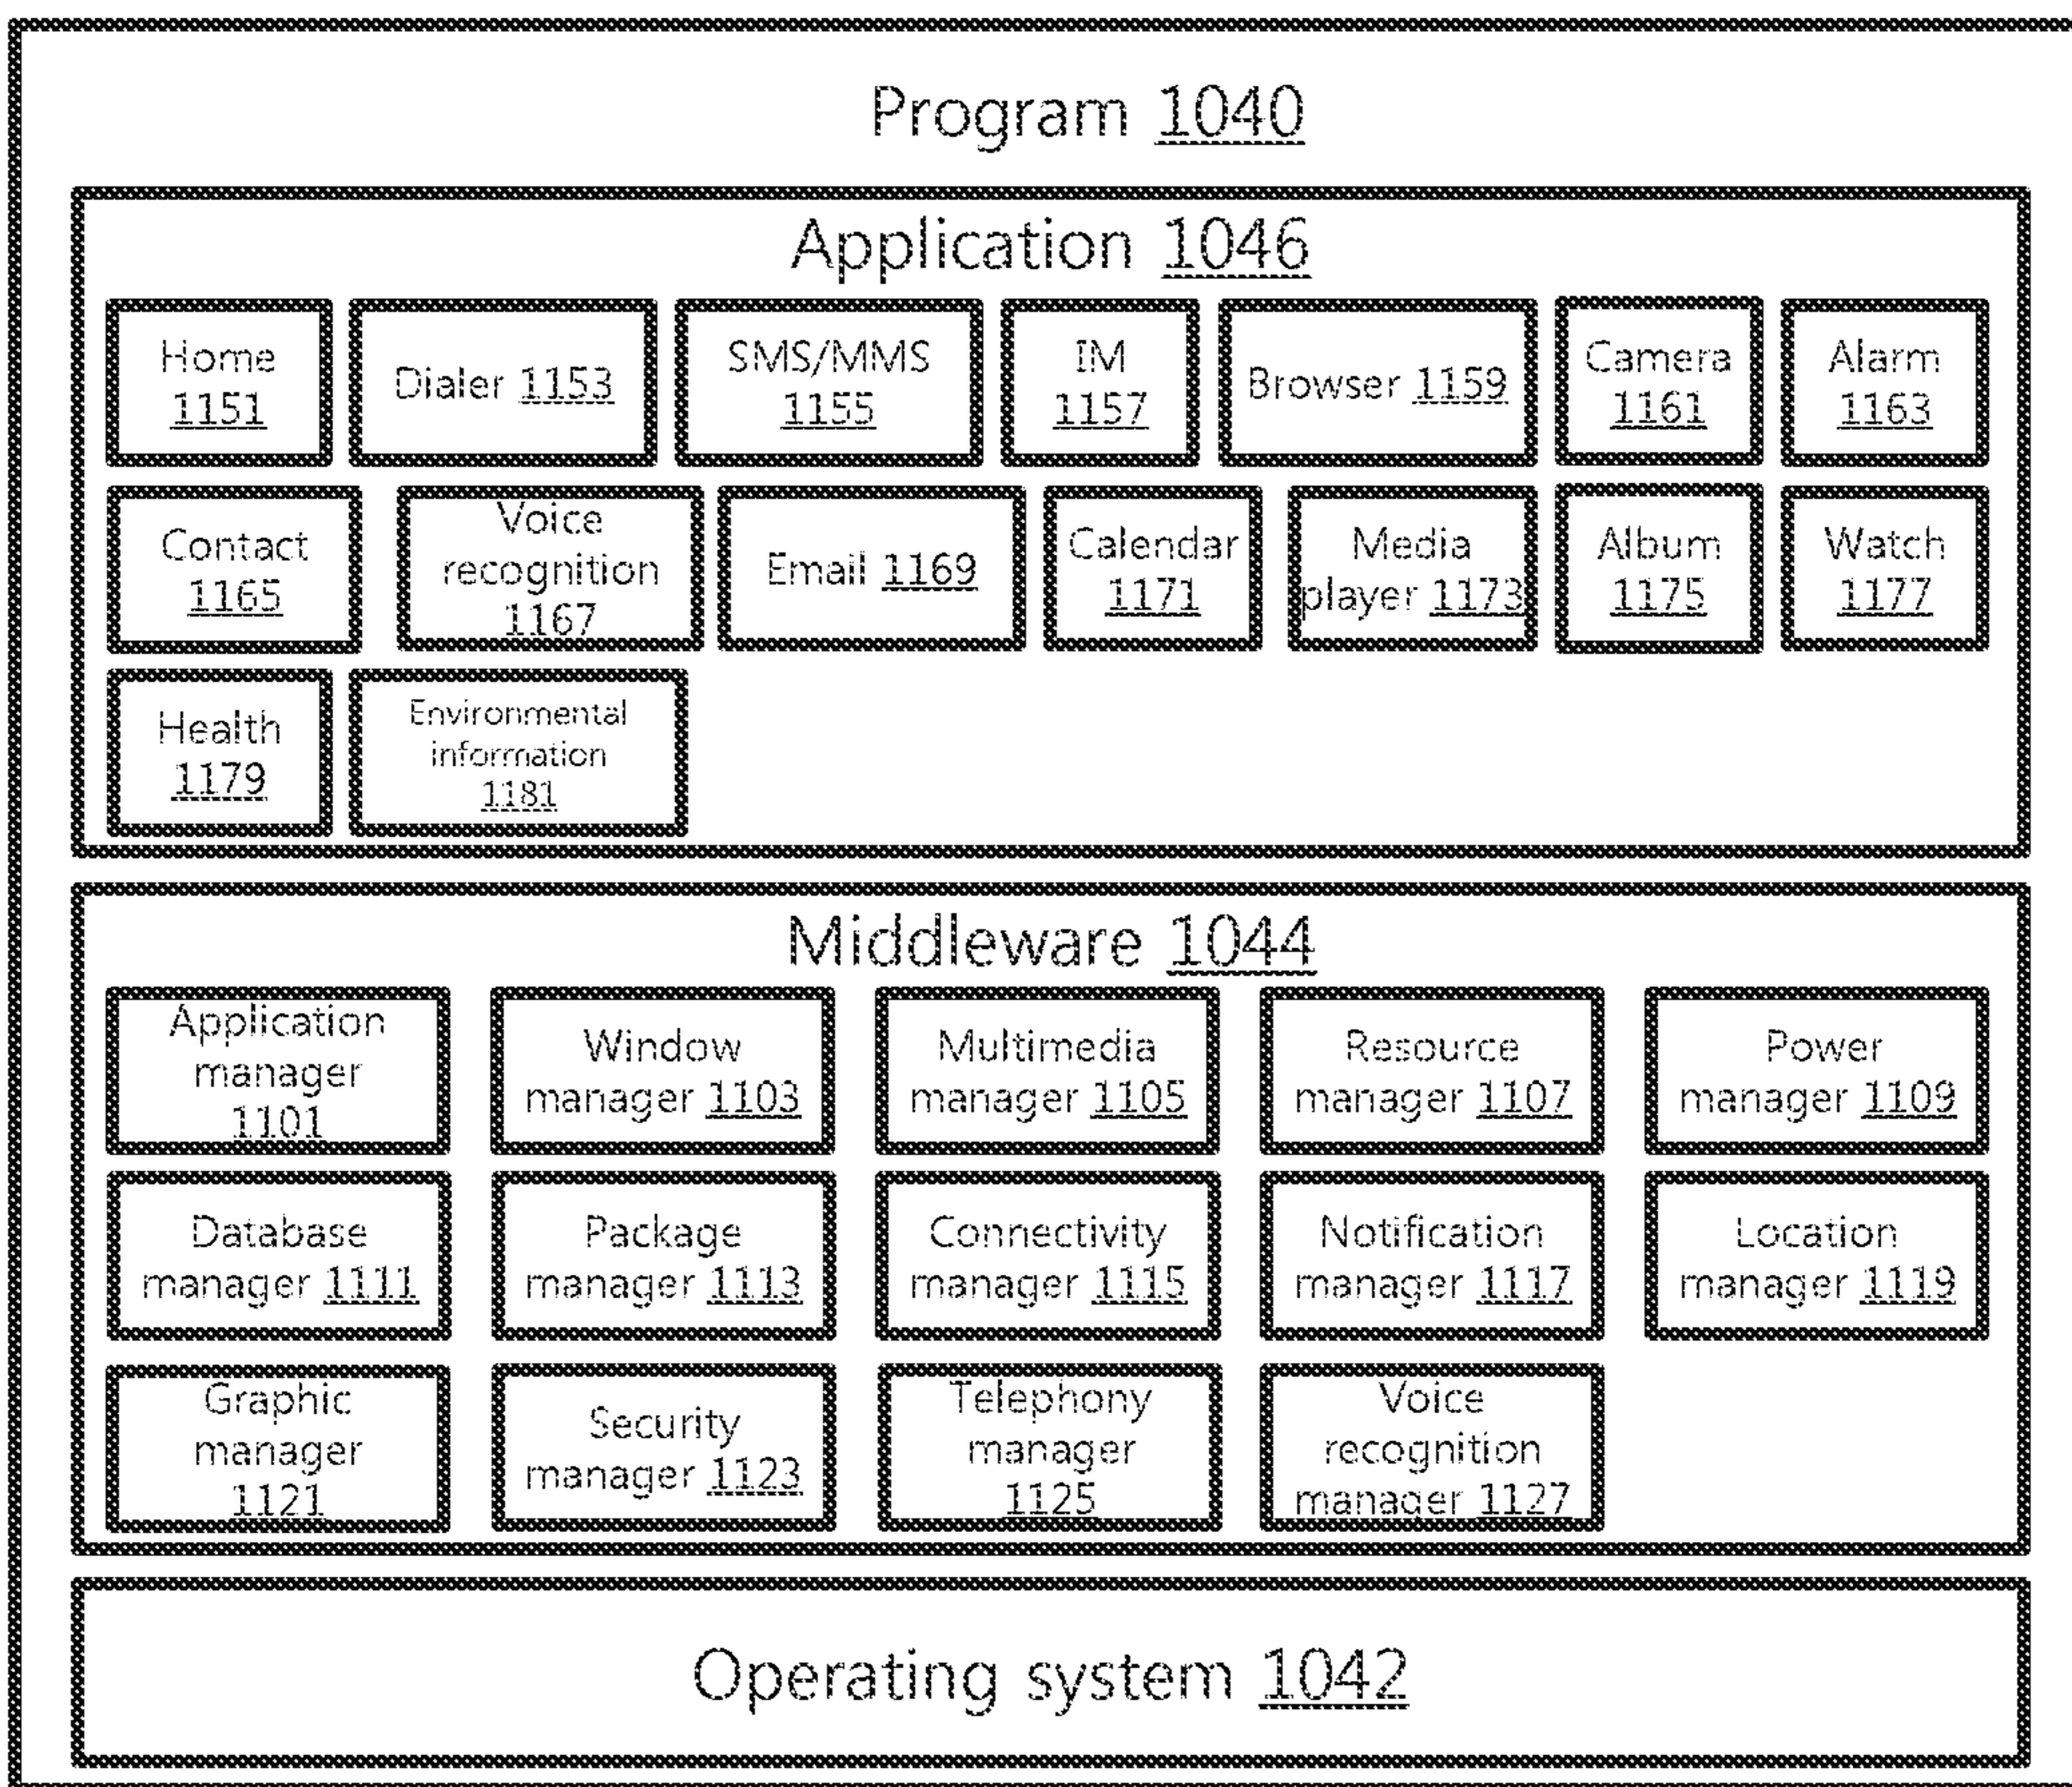 Program 1040
Application 1046
Home
1151
Dialer 1153
SMS/MMS
1155
IM
1157
Browser 1159
Camera
1161
Alarm
1163
Contact
1165
Voice
recognition
1167
Email 1169
Calendar
1171
Media
player 1173
Album
1175
Watch
1177
Health
1179
Environmental
information
1181
Middleware 1044
Application
manager
1101
Window
manager 1103
Multimedia
manager 1105
Resource
manager 1107
Power
manager 1109
Database
manager 1111
Package
manager 1113
Connectivity
manager 1115
Notification
manager 1117
Location
manager 1119
Graphic
manager
1121
Security
manager 1123
Telephony
manager
1125
Voice
recognition
manager 1127
Operating system 1042